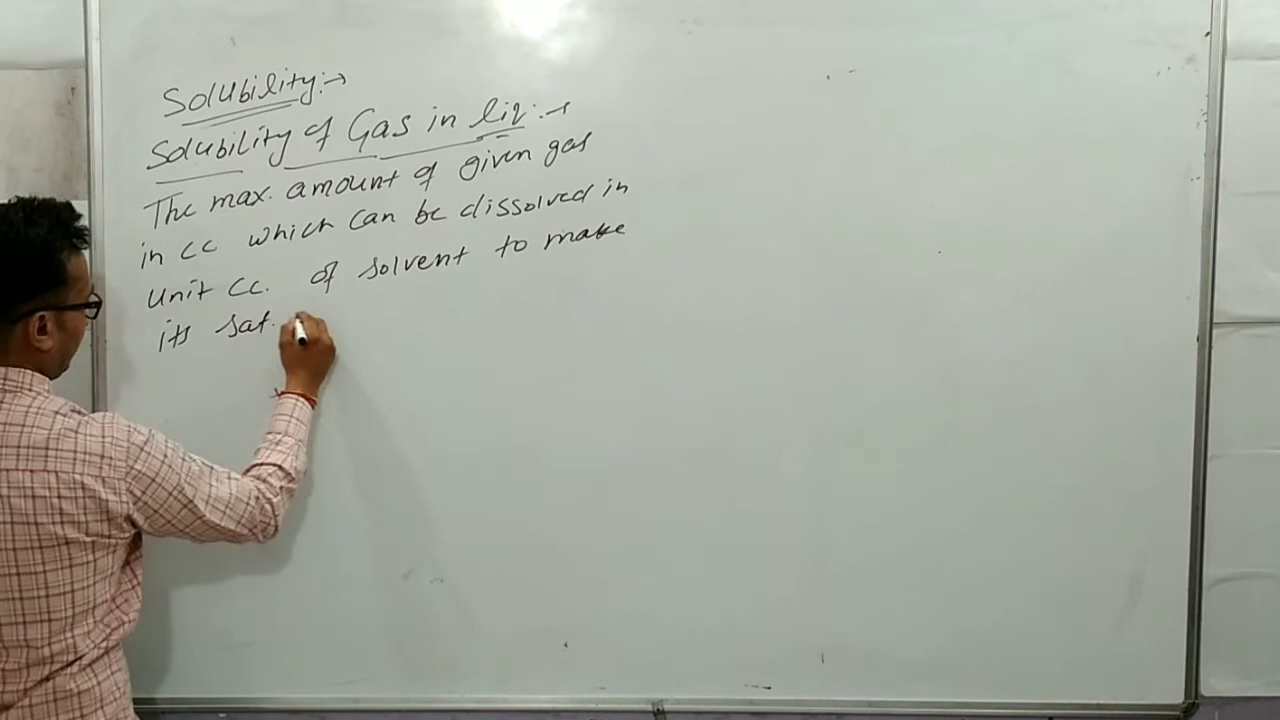 Solubility:→
Solubility of Gas in liq:→
The max. amount of given gas
in cc which can be dissolved in
unit cc. of solvent to make
its sat.